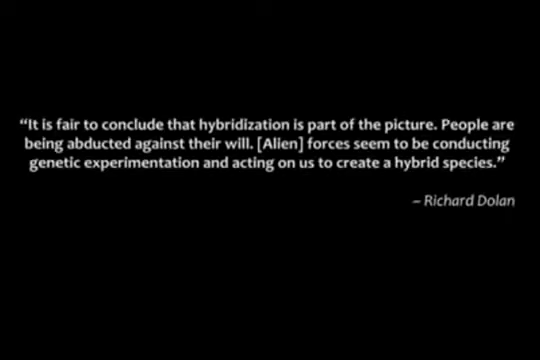 “It is fair to conclude that hybridization is part of the picture. People are
being abducted against their will. [Alien] forces seem to be conducting
genetic experimentation and acting on us to create a hybrid species.”
– Richard Dolan